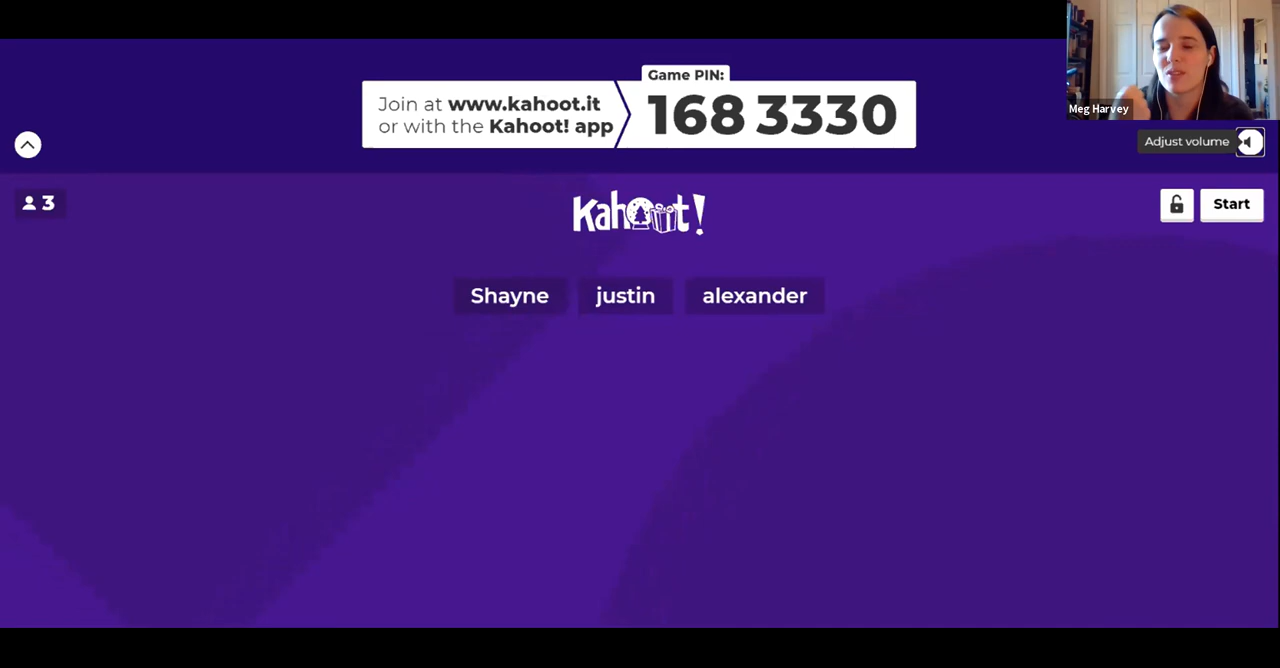 Meg Harvey
Game PIN:
Join at www.kahoot.it
or with the Kahoot! app
168 3330
Adjust volume
3
Kahoot!
Start
Shayne justin alexander